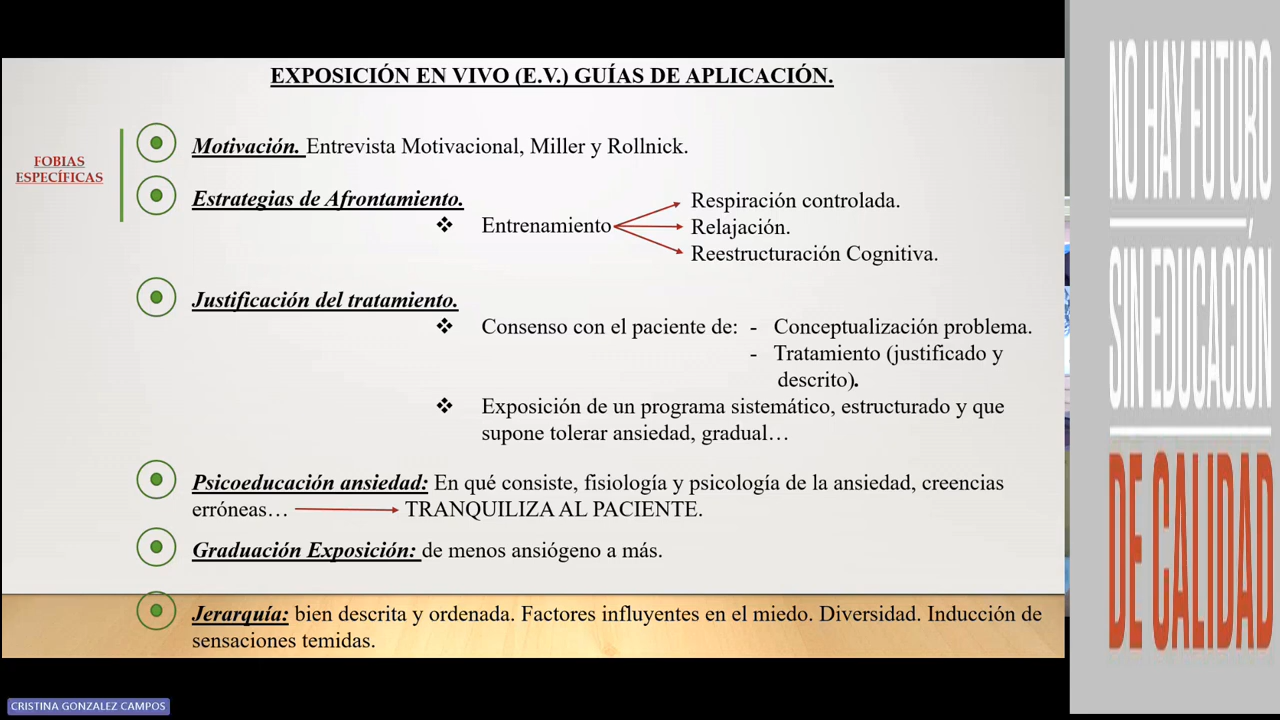 EXPOSICIÓN EN VIVO (E.V.) GUÍAS DE APLICACIÓN.
FOBIAS
ESPECÍFICAS
Motivación. Entrevista Motivacional, Miller y Rollnick.
Estrategias de Afrontamiento.
❖ Entrenamiento
Respiración controlada.
Relajación.
Reestructuración Cognitiva.
Justificación del tratamiento.
❖ Consenso con el paciente de: - Conceptualización problema.
- Tratamiento (justificado y
descrito).
❖ Exposición de un programa sistemático, estructurado y que
supone tolerar ansiedad, gradual…
Psicoeducación ansiedad: En qué consiste, fisiología y psicología de la ansiedad, creencias
erróneas… TRANQUILIZA AL PACIENTE.
Graduación Exposición: de menos ansiógeno a más.
Jerarquía: bien descrita y ordenada. Factores influyentes en el miedo. Diversidad. Inducción de
sensaciones temidas.
NO HAY FUTURO
SIN EDUCACIÓN
DE CALIDAD
CRISTINA GONZALEZ CAMPOS